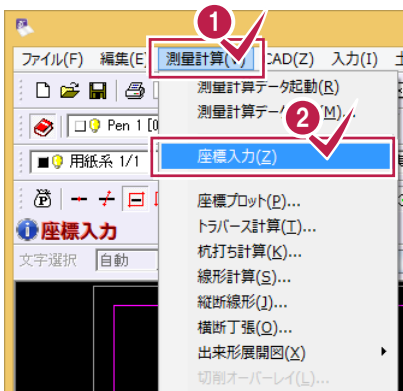 1
ファイル(F) 編集(E) 測量計算(V) CAD(Z) 入力(I)
測量計算データ起動(R)
Pen 1 [0
測量計算デー
M)...
2
用紙系 1/1
座標入力(Z)
座標プロット(P)...
トラバース計算(T)...
座標入力
杭打ち計算(K)...
文字選択 自動
線形計算(S)...
縦断線形(J)...
横断丁張(O)...
出来形展開図(X)
切削オーバーレイ(L)...